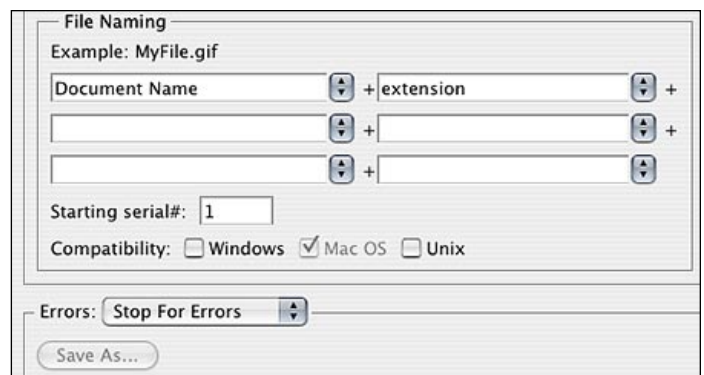 File Naming
Example: MyFile.gif
Document Name + extension +
+ +
+
Starting serial#: 1
Compatibility: Windows Mac OS Unix
Errors: Stop For Errors
Save As...